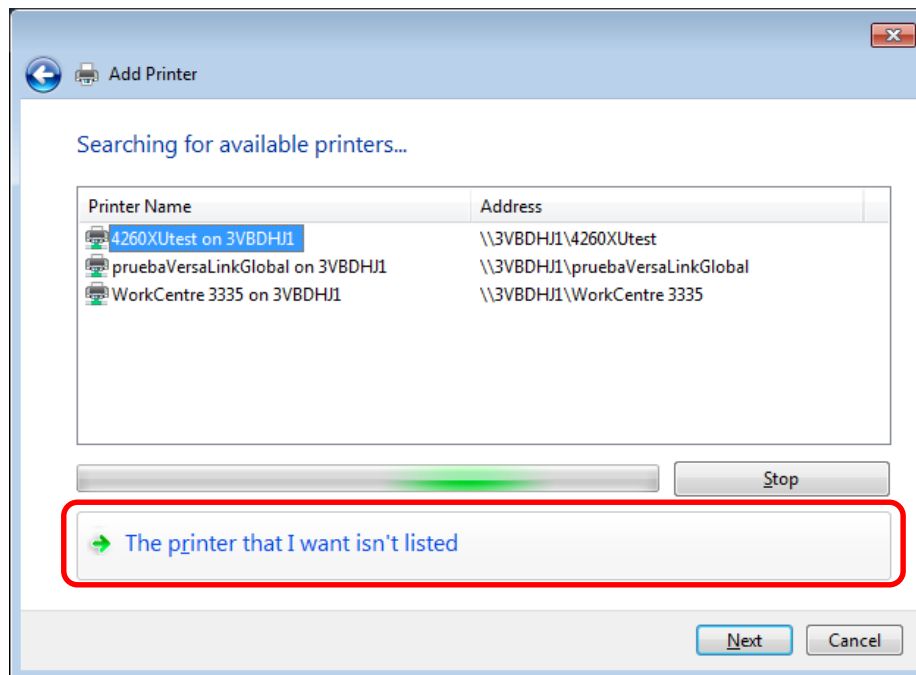 Add Printer
Searching for available printers...
Printer Name Address
4260XUtest on 3VBDHJ1 \\3VBDHJ1\4260XUtest
pruebaVersaLinkGlobal on 3VBDHJ1 \\3VBDHJ1\pruebaVersaLinkGlobal
WorkCentre 3335 on 3VBDHJ1 \\3VBDHJ1\WorkCentre 3335
Stop
The printer that I want isn't listed
Next Cancel